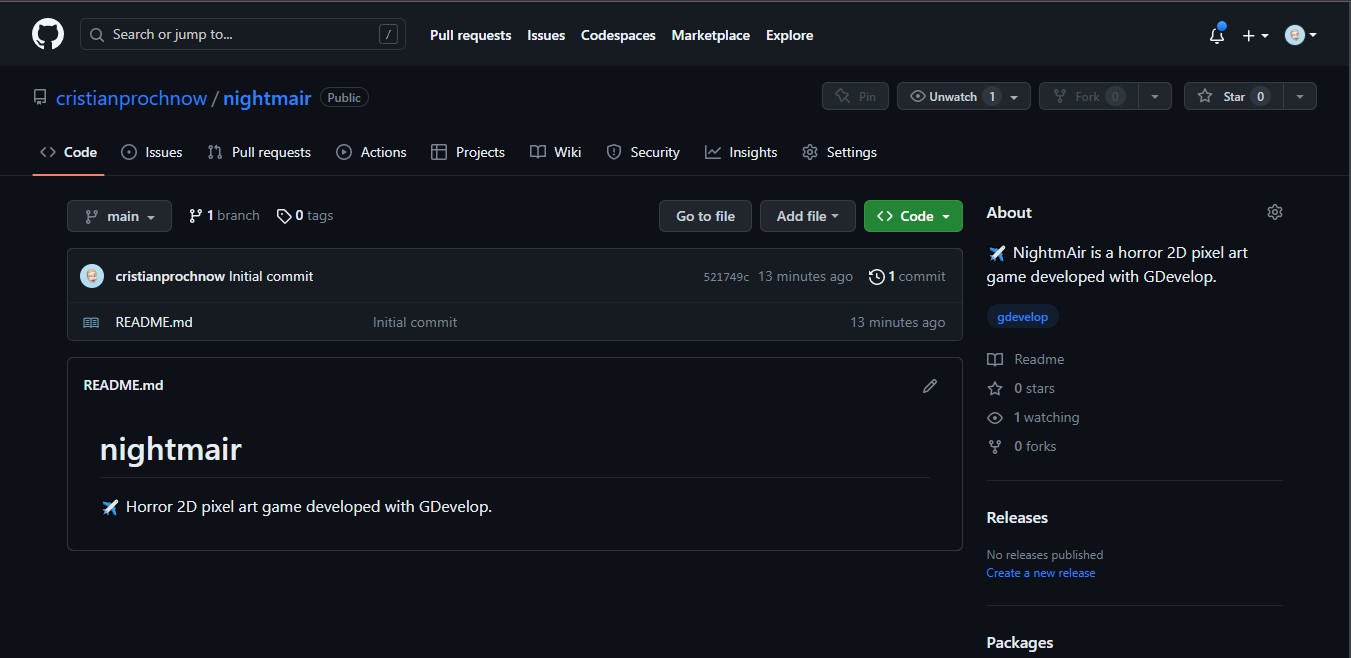 Search or jump to... /
Pull requests Issues Codespaces Marketplace Explore
cristianprochnow / nightmair Public
Pin Unwatch 1 Fork 0 Star 0
Code Issues Pull requests Actions Projects Wiki Security Insights Settings
main 1 branch 0 tags
Go to file Add file Code
cristianprochnow Initial commit 521749c 13 minutes ago 1 commit
README.md Initial commit 13 minutes ago
README.md
nightmair
Horror 2D pixel art game developed with GDevelop.
About
NightmAir is a horror 2D pixel art
game developed with GDevelop.
gdevelop
Readme
0 stars
1 watching
0 forks
Releases
No releases published
Create a new release
Packages